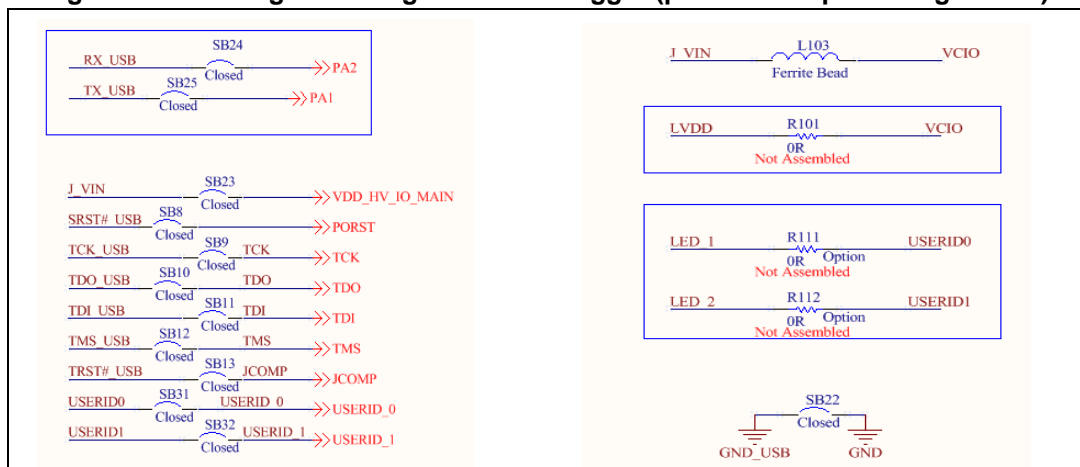 RX_USB SB24 Closed PA2
TX_USB SB25 Closed PA1
J_VIN SB23 Closed VDD_HV_IO_MAIN
SRST#_USB SB8 Closed PORST
TCK_USB SB9 Closed TCK TCK
TDO_USB SB10 Closed TDO TDO
TDI_USB SB11 Closed TDI TDI
TMS_USB SB12 Closed TMS TMS
TRST#_USB SB13 Closed JCOMP JCOMP
USERID0 SB31 Closed USERID_0 USERID_0
USERID1 SB32 Closed USERID_1 USERID_1
J_VIN L103 VCIO
Ferrite Bead
LVDD R101 VCIO
0R
Not Assembled
LED_1 R111 USERID0
0R Option
Not Assembled
LED_2 R112 USERID1
0R Option
Not Assembled
SB22
Closed
GND_USB GND